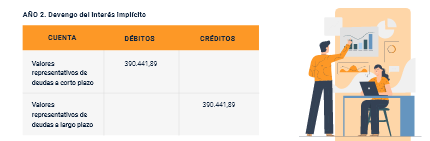 AÑO 2. Devengo del interés implícito
CUENTA DÉBITOS CRÉDITOS
Valores 390.441,89
representativos de
deudas a corto plazo
Valores 390.441,89
representativos de
deudas a largo plazo